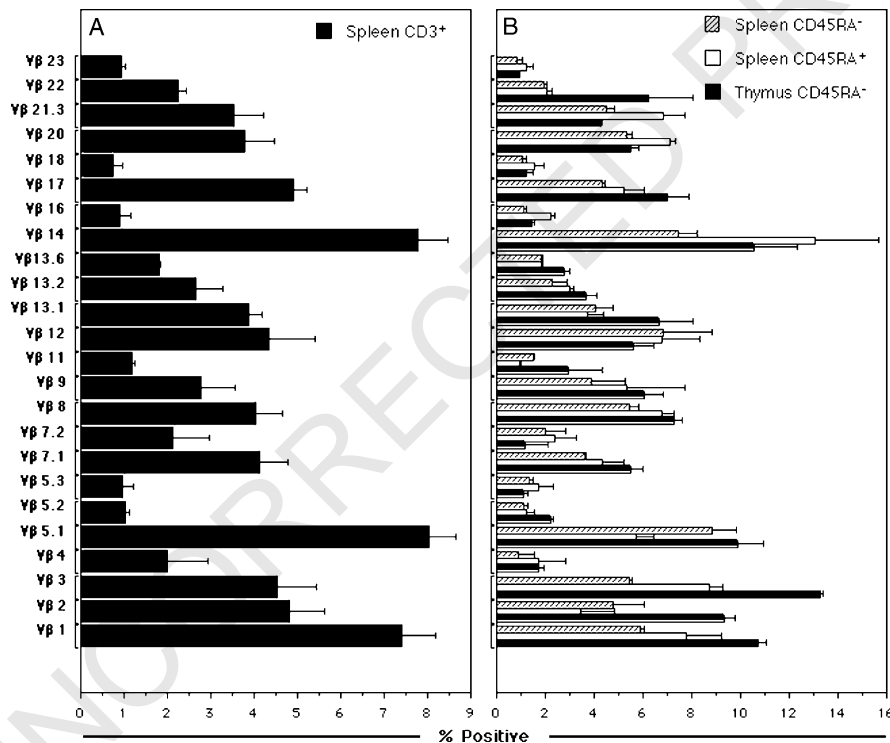 A
Spleen CD3+
B
Spleen CD45RA-
Spleen CD45RA+
Thymus CD45RA-
Vβ 23
Vβ 22
Vβ 21.3
Vβ 20
Vβ 18
Vβ 17
Vβ 16
Vβ 14
Vβ13.6
Vβ 13.2
Vβ 13.1
Vβ 12
Vβ 11
Vβ 9
Vβ 8
Vβ 7.2
Vβ 7.1
Vβ 5.3
Vβ 5.2
Vβ 5.1
Vβ 4
Vβ 3
Vβ 2
Vβ 1
0 1 2 3 4 5 6 7 8 9
0 2 4 6 8 10 12 14 16
% Positive
UNCORRECTED PR